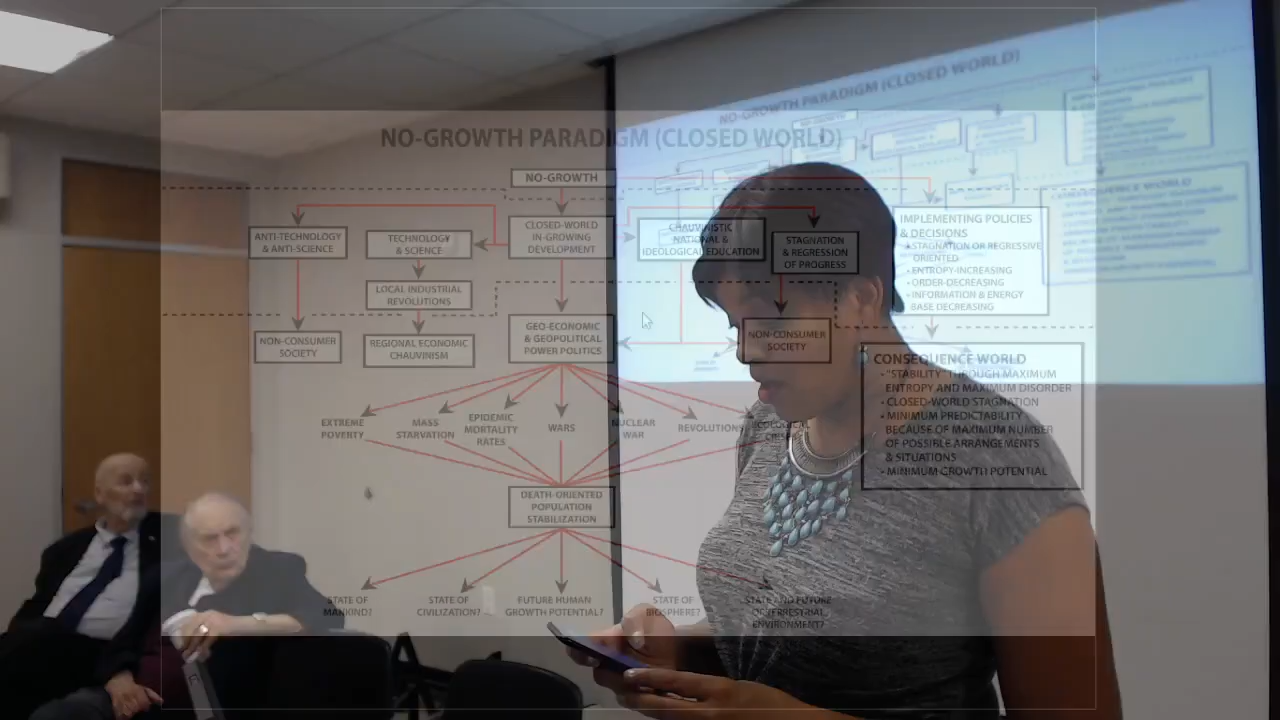 NO-GROWTH PARADIGM (CLOSED WORLD)
NO-GROWTH PARADIGM (CLOSED WORLD)
NO-GROWTH
ANTI-TECHNOLOGY
& ANTI-SCIENCE
TECHNOLOGY
& SCIENCE
CLOSED-WORLD
IN-GROWING
DEVELOPMENT
CHAUVINISTIC
NATIONAL &
IDEOLOGICAL EDUCATION
STAGNATION
& REGRESSION
OF PROGRESS
IMPLEMENTING POLICIES
& DECISIONS
• STAGNATION OR REGRESSIVE
ORIENTED
• ENTROPY-INCREASING
• ORDER-DECREASING
• INFORMATION & ENERGY
BASE DECREASING
LOCAL INDUSTRIAL
REVOLUTIONS
NON-CONSUMER
SOCIETY
REGIONAL ECONOMIC
CHAUVINISM
GEO-ECONOMIC
& GEOPOLITICAL
POWER POLITICS
NON-CONSUMER
SOCIETY
CONSEQUENCE WORLD
• "STABILITY" THROUGH MAXIMUM
ENTROPY AND MAXIMUM DISORDER
• CLOSED-WORLD STAGNATION
• MINIMUM PREDICTABILITY
BECAUSE OF MAXIMUM NUMBER
OF POSSIBLE ARRANGEMENTS
& SITUATIONS
• MINIMUM GROWTH POTENTIAL
EXTREME
POVERTY
MASS
STARVATION
EPIDEMIC
MORTALITY
RATES
WARS
NUCLEAR
WAR
REVOLUTIONS
ECOLOGICAL
CRISIS
DEATH-ORIENTED
POPULATION
STABILIZATION
STATE OF
MANKIND?
STATE OF
CIVILIZATION?
FUTURE HUMAN
GROWTH POTENTIAL?
STATE OF
BIOSPHERE?
STATE AND FUTURE
OF TERRESTRIAL
ENVIRONMENT?